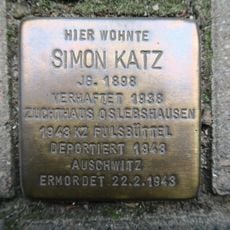 HIER WOHNTE
SIMON KATZ
JG. 1898
VERHAFTET 1938
ZUCHTHAUS OSLEBSHAUSEN
1943 KZ FULSBÜTTEL
DEPORTIERT 1943
AUSCHWITZ
ERMORDET 22.2.1943